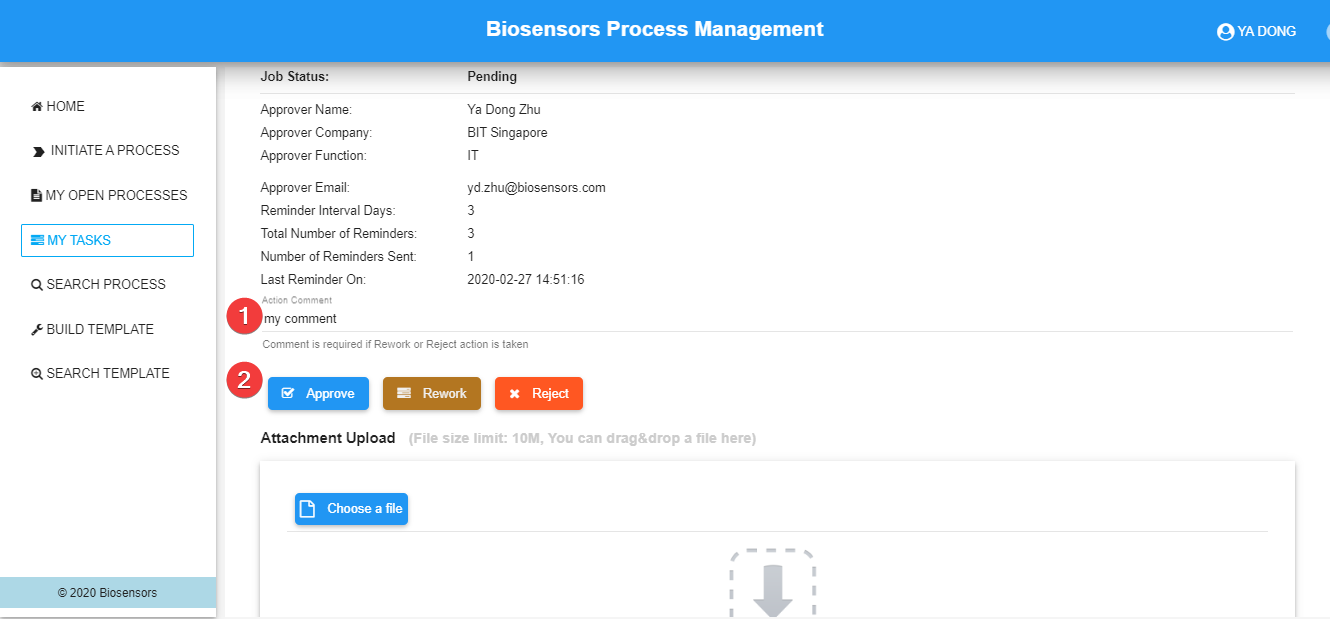 Biosensors Process Management
YA DONG
HOME
INITIATE A PROCESS
MY OPEN PROCESSES
MY TASKS
SEARCH PROCESS
BUILD TEMPLATE
SEARCH TEMPLATE
© 2020 Biosensors
Job Status: Pending
Approver Name: Ya Dong Zhu
Approver Company: BIT Singapore
Approver Function: IT
Approver Email: yd.zhu@biosensors.com
Reminder Interval Days: 3
Total Number of Reminders: 3
Number of Reminders Sent: 1
Last Reminder On: 2020-02-27 14:51:16
Action Comment
1 my comment
Comment is required if Rework or Reject action is taken
2 Approve Rework Reject
Attachment Upload (File size limit: 10M, You can drag&drop a file here)
Choose a file